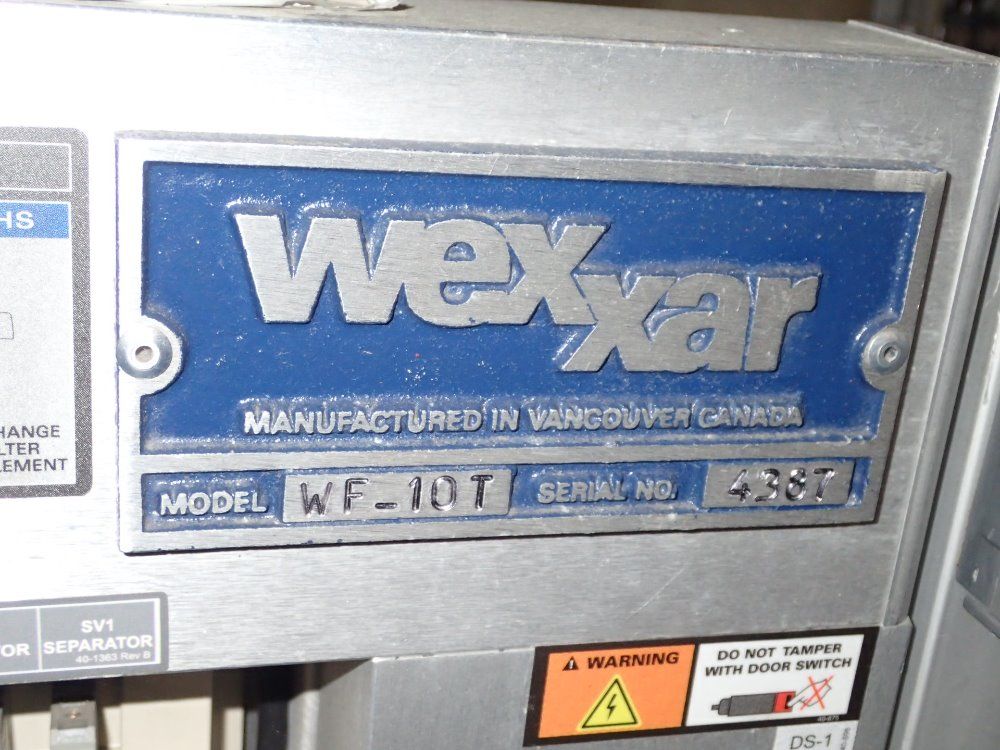 HS
HANGE
LTER
LEMENT
wexxar
MANUFACTURED IN VANCOUVER CANADA
MODEL WF-10T SERIAL NO. 4387
OR
SV1
SEPARATOR
40-1363 Rev B
WARNING
DO NOT TAMPER
WITH DOOR SWITCH
DS-1